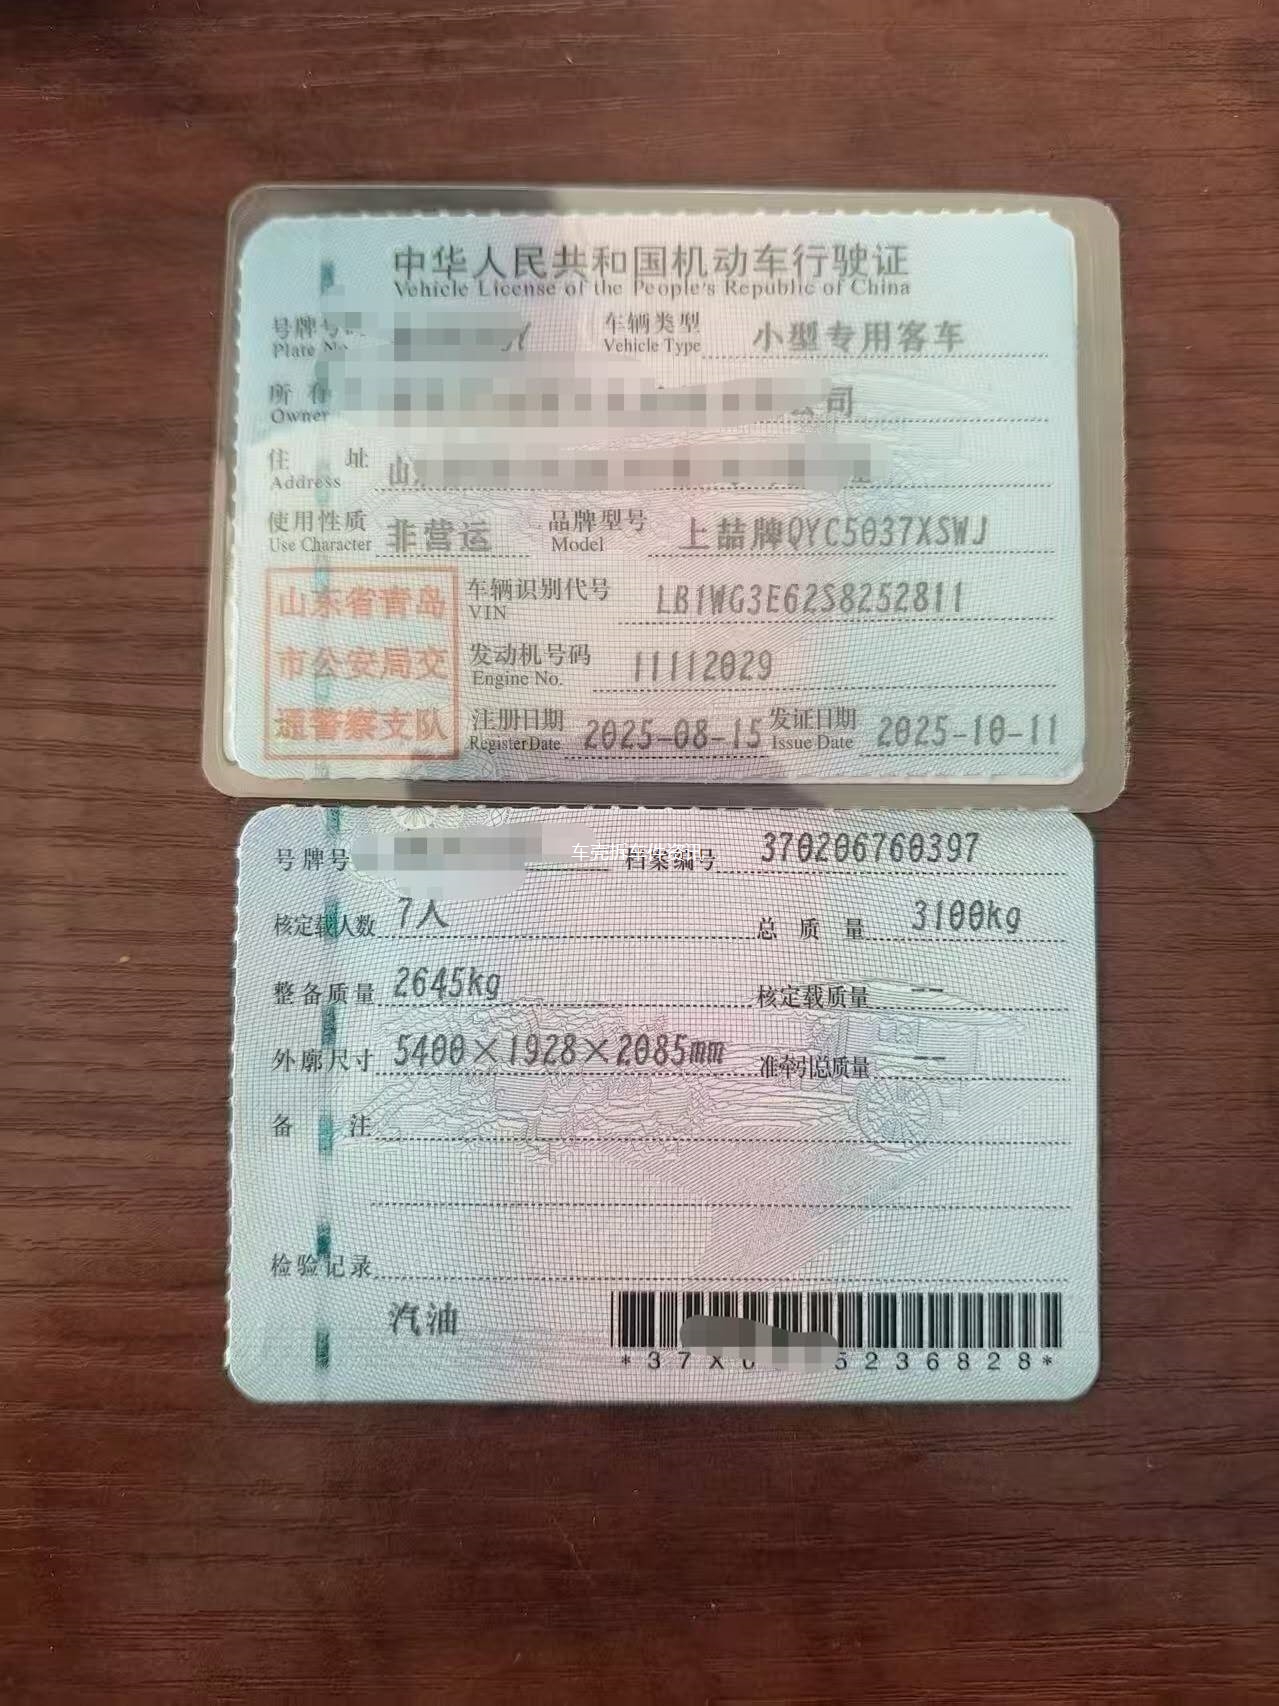 中华人民共和国机动车行驶证
Vehicle License of the People's Republic of China
号牌 车辆类型 小型专用客车
Plate No. Vehicle Type
所有 公司
Owner
住址 山
Address
使用性质 非营运 品牌型号 上喆牌QYC5037XSWJ
Use Character Model
山东省青岛 车辆识别代号 LB1WG3E62S8252811
VIN
市公安局交 发动机号码 11112029
Engine No.
通警察支队 注册日期 2025-08-15 发证日期 2025-10-11
Register Date Issue Date
号牌号 档案编号 370206760397
核定载人数 7人 总质量 3100kg
整备质量 2645kg 核定载质量 --
外廓尺寸 5400×1928×2085mm 准牵引总质量 --
备注
检验记录
汽油
*37X 5236828*